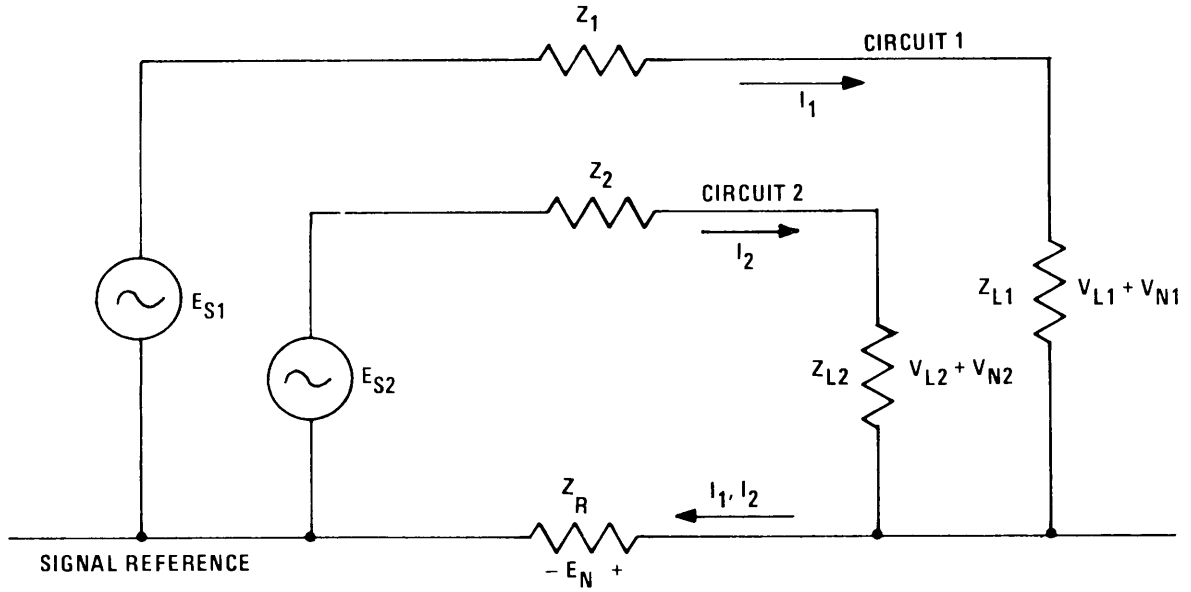 Z1
CIRCUIT 1
I1
Z2
CIRCUIT 2
I2
ES1
ZL1
VL1 + VN1
ES2
ZL2
VL2 + VN2
ZR
I1, I2
SIGNAL REFERENCE
- EN +